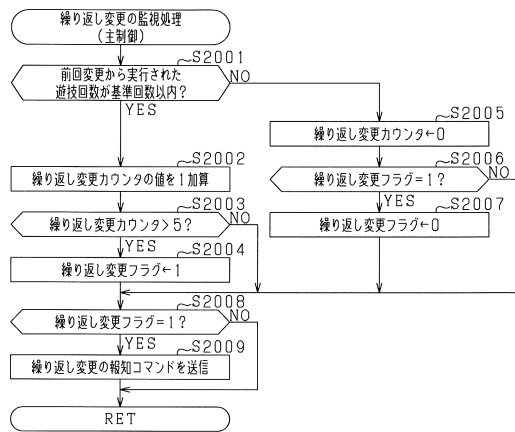 繰り返し変更の監視処理
(主制御)
S2001
前回変更から実行された
遊技回数が基準回数以内?
NO
YES
S2005
繰り返し変更カウンタ←0
S2002
繰り返し変更カウンタの値を1加算
S2006
繰り返し変更フラグ=1?
NO
YES
S2003
繰り返し変更カウンタ>5?
NO
YES
S2007
繰り返し変更フラグ←0
S2004
繰り返し変更フラグ←1
S2008
繰り返し変更フラグ=1?
NO
YES
S2009
繰り返し変更の報知コマンドを送信
RET